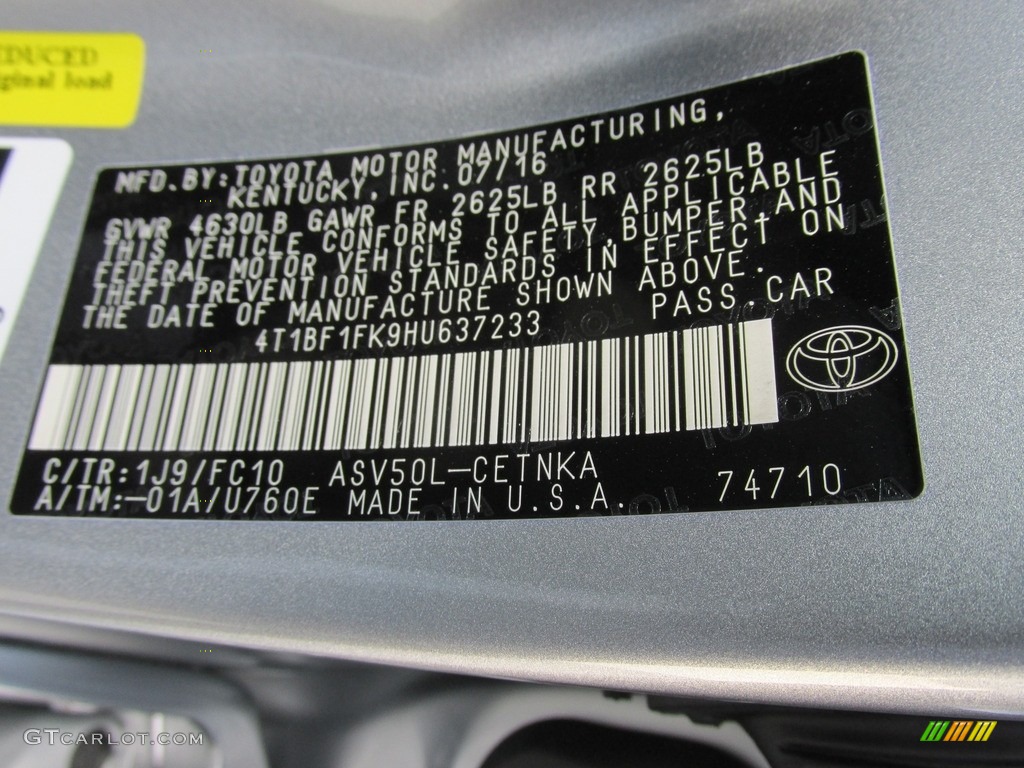 EDUCED
ginal load
MFD.BY:TOYOTA MOTOR MANUFACTURING,
KENTUCKY, INC. 07/16
GVWR 4630LB GAWR FR 2625LB RR 2625LB
THIS VEHICLE CONFORMS TO ALL APPLICABLE
FEDERAL MOTOR VEHICLE SAFETY,BUMPER,AND
THEFT PREVENTION STANDARDS IN EFFECT ON
THE DATE OF MANUFACTURE SHOWN ABOVE.
4T1BF1FK9HU637233 PASS.CAR
C/TR:1J9/FC10 ASV50L-CETNKA
A/TM:-01A/U760E MADE IN U.S.A. 74710
GTCARLOT.COM